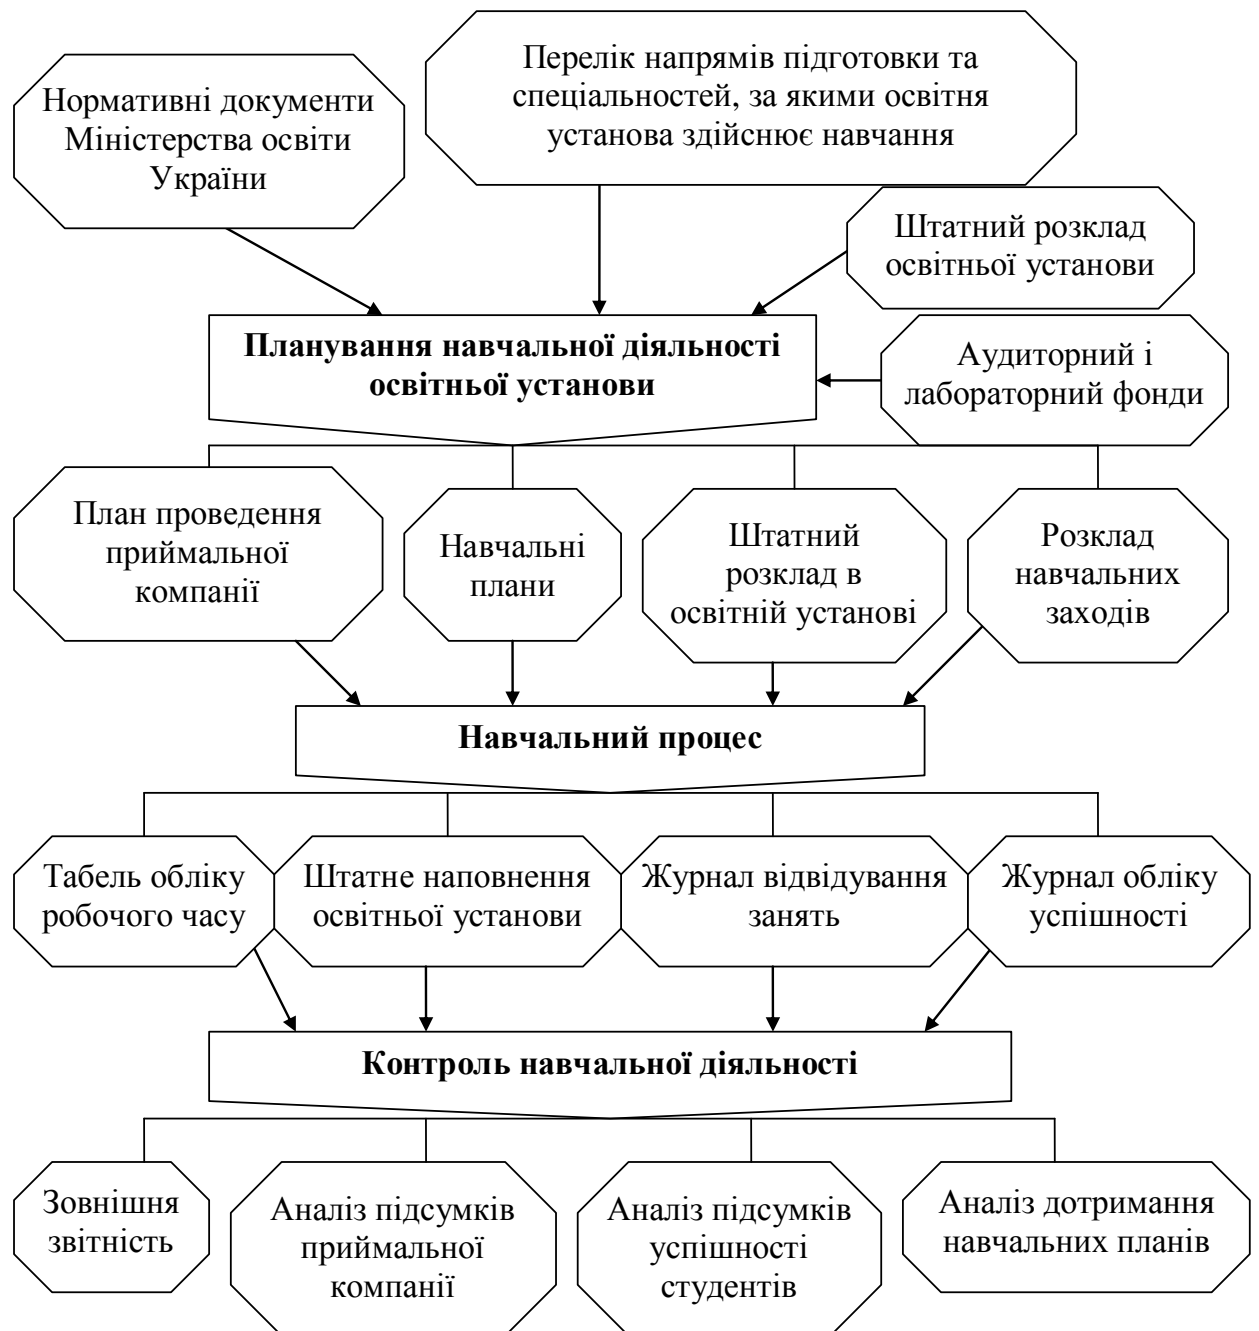 Нормативні документи
Міністерства освіти
України
Перелік напрямів підготовки та
спеціальностей, за якими освітня
установа здійснює навчання
Штатний розклад
освітньої установи
Планування навчальної діяльності
освітньої установи
Аудиторний і
лабораторний фонди
План проведення
приймальної
компанії
Навчальні
плани
Штатний
розклад в
освітній установі
Розклад
навчальних
заходів
Навчальний процес
Табель обліку
робочого часу
Штатне наповнення
освітньої установи
Журнал відвідування
занять
Журнал обліку
успішності
Контроль навчальної діяльності
Зовнішня
звітність
Аналіз підсумків
приймальної
компанії
Аналіз підсумків
успішності
студентів
Аналіз дотримання
навчальних планів